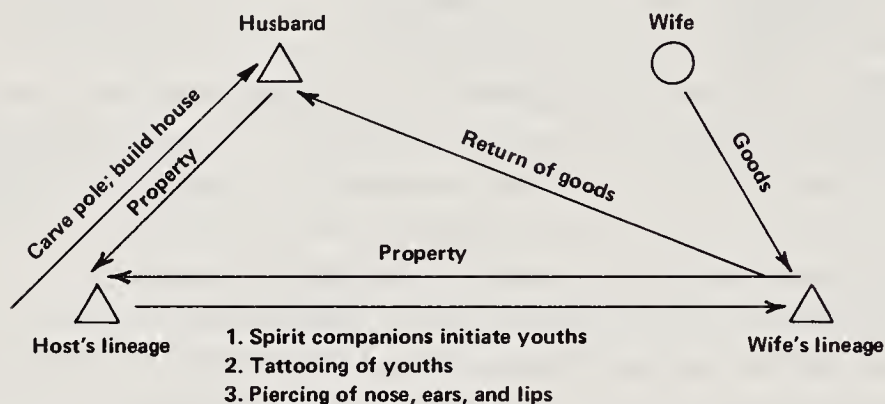 Husband
Wife
Carve pole; build house
Property
Return of goods
Goods
Property
Host's lineage
Wife's lineage
1. Spirit companions initiate youths
2. Tattooing of youths
3. Piercing of nose, ears, and lips